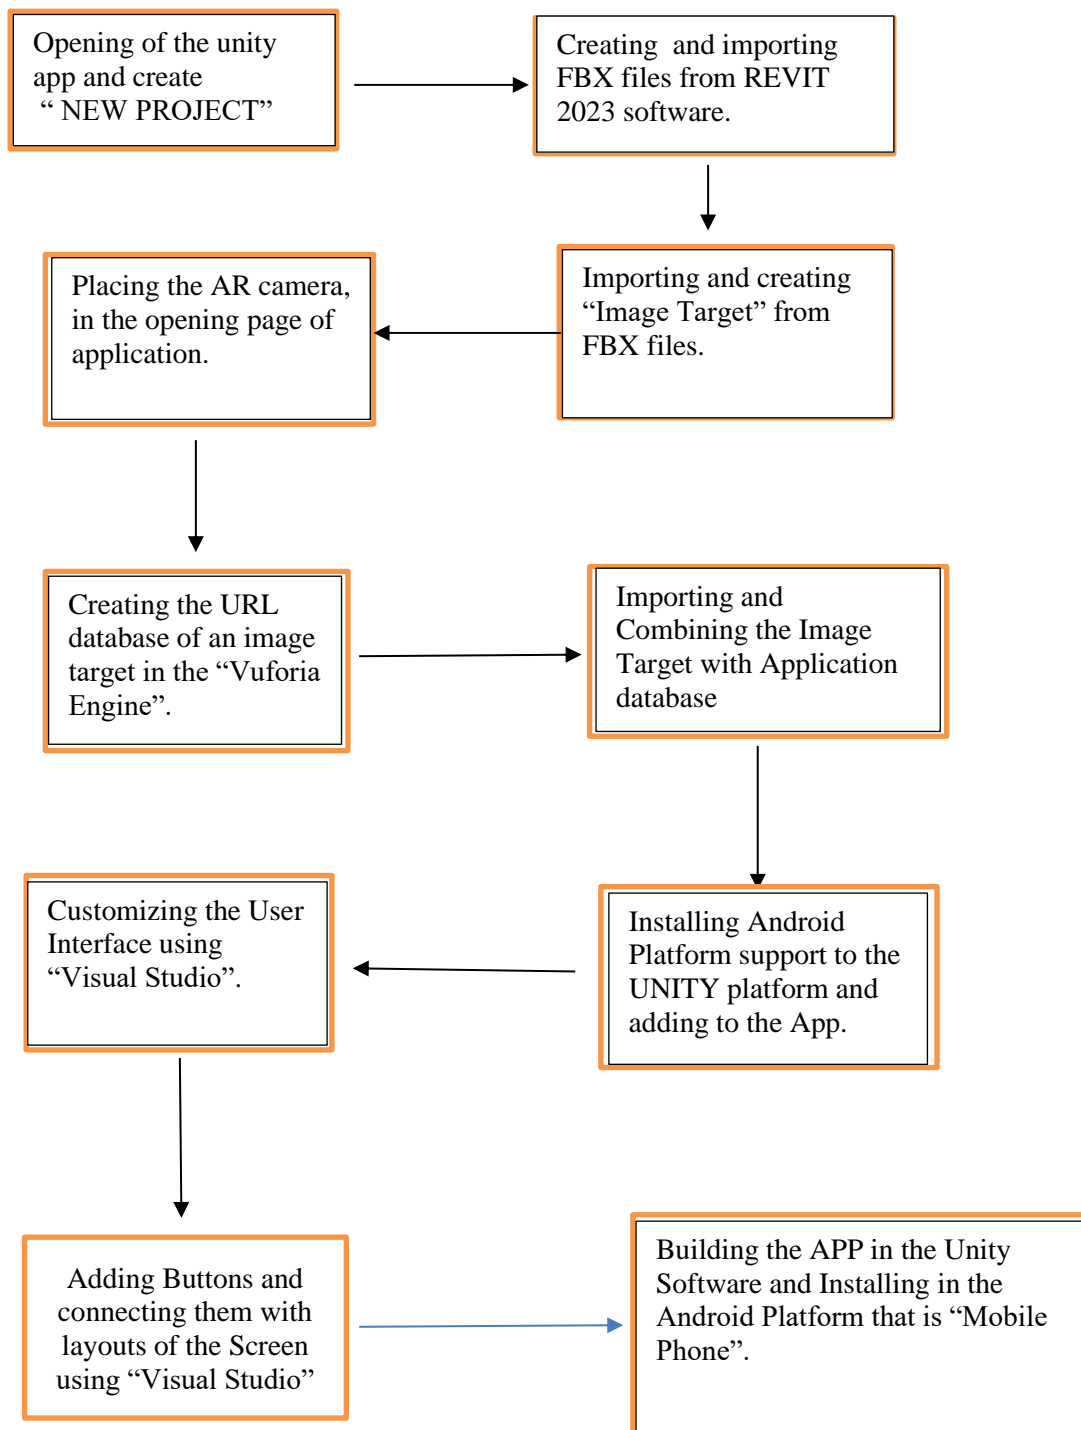 Opening of the unity
app and create
“ NEW PROJECT”
Creating and importing
FBX files from REVIT
2023 software.
Importing and creating
“Image Target” from
FBX files.
Placing the AR camera,
in the opening page of
application.
Creating the URL
database of an image
target in the “Vuforia
Engine”.
Importing and
Combining the Image
Target with Application
database
Installing Android
Platform support to the
UNITY platform and
adding to the App.
Customizing the User
Interface using
“Visual Studio”.
Adding Buttons and
connecting them with
layouts of the Screen
using “Visual Studio”
Building the APP in the Unity
Software and Installing in the
Android Platform that is “Mobile
Phone”.